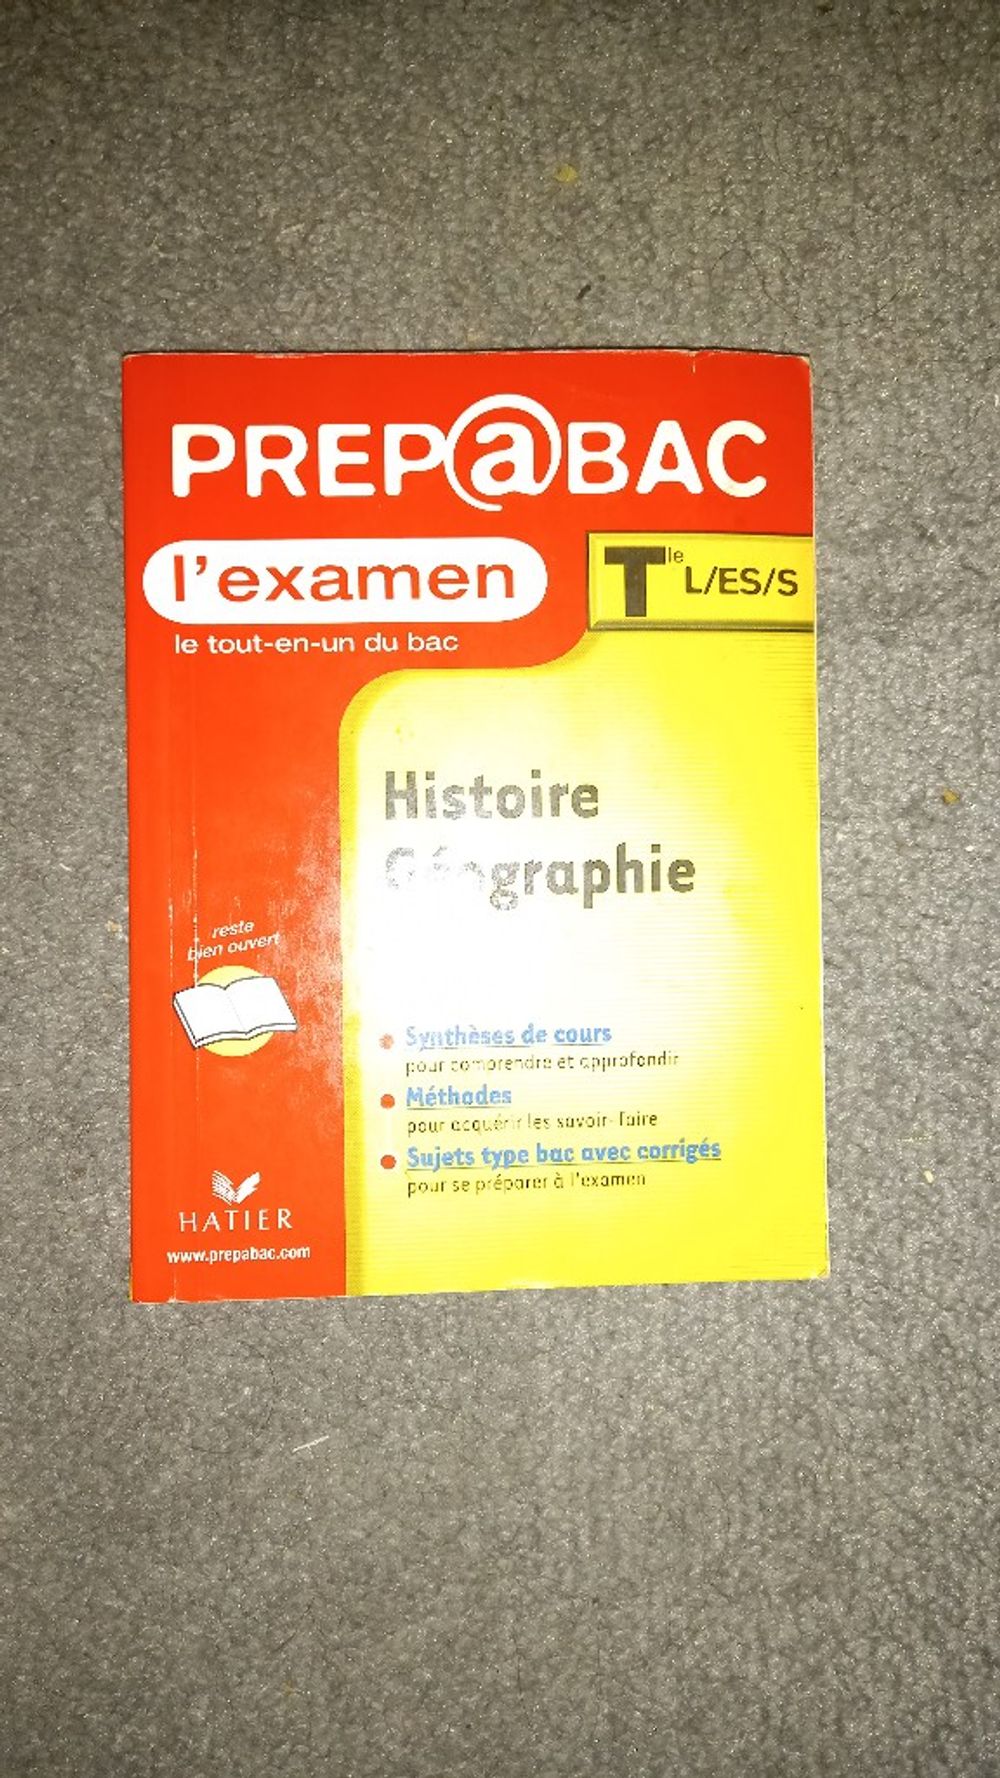 PREP@BAC
l'examen
le tout-en-un du bac
Tle L/ES/S
Histoire
Géographie
reste
bien ouvert
Synthèses de cours
pour comprendre et approfondir
Méthodes
pour acquérir les savoir-faire
Sujets type bac avec corrigés
pour se préparer à l'examen
HATIER
www.prepabac.com